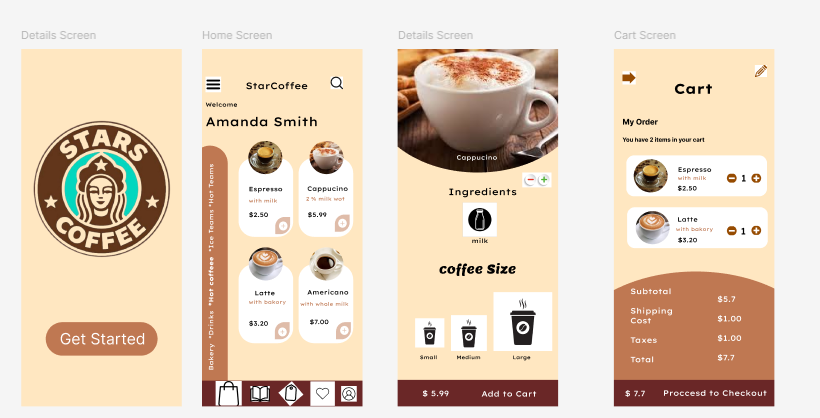 Details Screen
STARS
COFFEE
Get Started
Home Screen
StarCoffee
Welcome
Amanda Smith
Bakery *Drinks *Hot coffeee *Ice Teams *Hot Teams
Espresso
with milk
$2.50
Cappucino
2 % milk wat
$5.99
Latte
with bakery
$3.20
Americano
with whole milk
$7.00
Details Screen
Cappucino
Ingredients
milk
coffee Size
Small
Medium
Large
$ 5.99
Add to Cart
Cart Screen
Cart
My Order
You have 2 items in your cart
Espresso
with milk
$2.50
1
Latte
with bakery
$3.20
1
Subtotal
$5.7
Shipping
Cost
$1.00
Taxes
$1.00
Total
$7.7
$ 7.7
Proccesd to Checkout